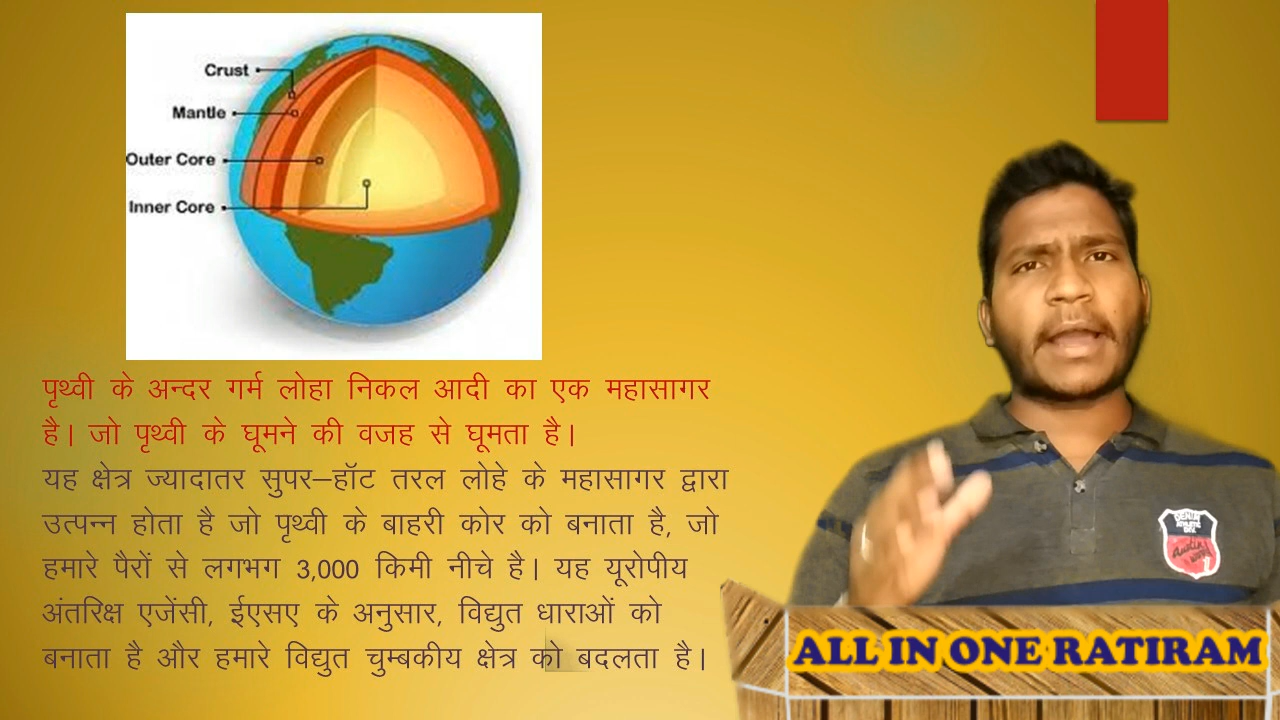 Crust
Mantle
Outer Core
Inner Core
पृथ्वी के अन्दर गर्म लोहा निकल आदी का एक महासागर
है। जो पृथ्वी के घूमने की वजह से घूमता है।
यह क्षेत्र ज्यादातर सुपर–हॉट तरल लोहे के महासागर द्वारा
उत्पन्न होता है जो पृथ्वी के बाहरी कोर को बनाता है, जो
हमारे पैरों से लगभग 3,000 किमी नीचे है। यह यूरोपीय
अंतरिक्ष एजेंसी, ईएसए के अनुसार, विद्युत धाराओं को
बनाता है और हमारे विद्युत चुम्बकीय क्षेत्र को बदलता है।
ALL IN ONE RATIRAM